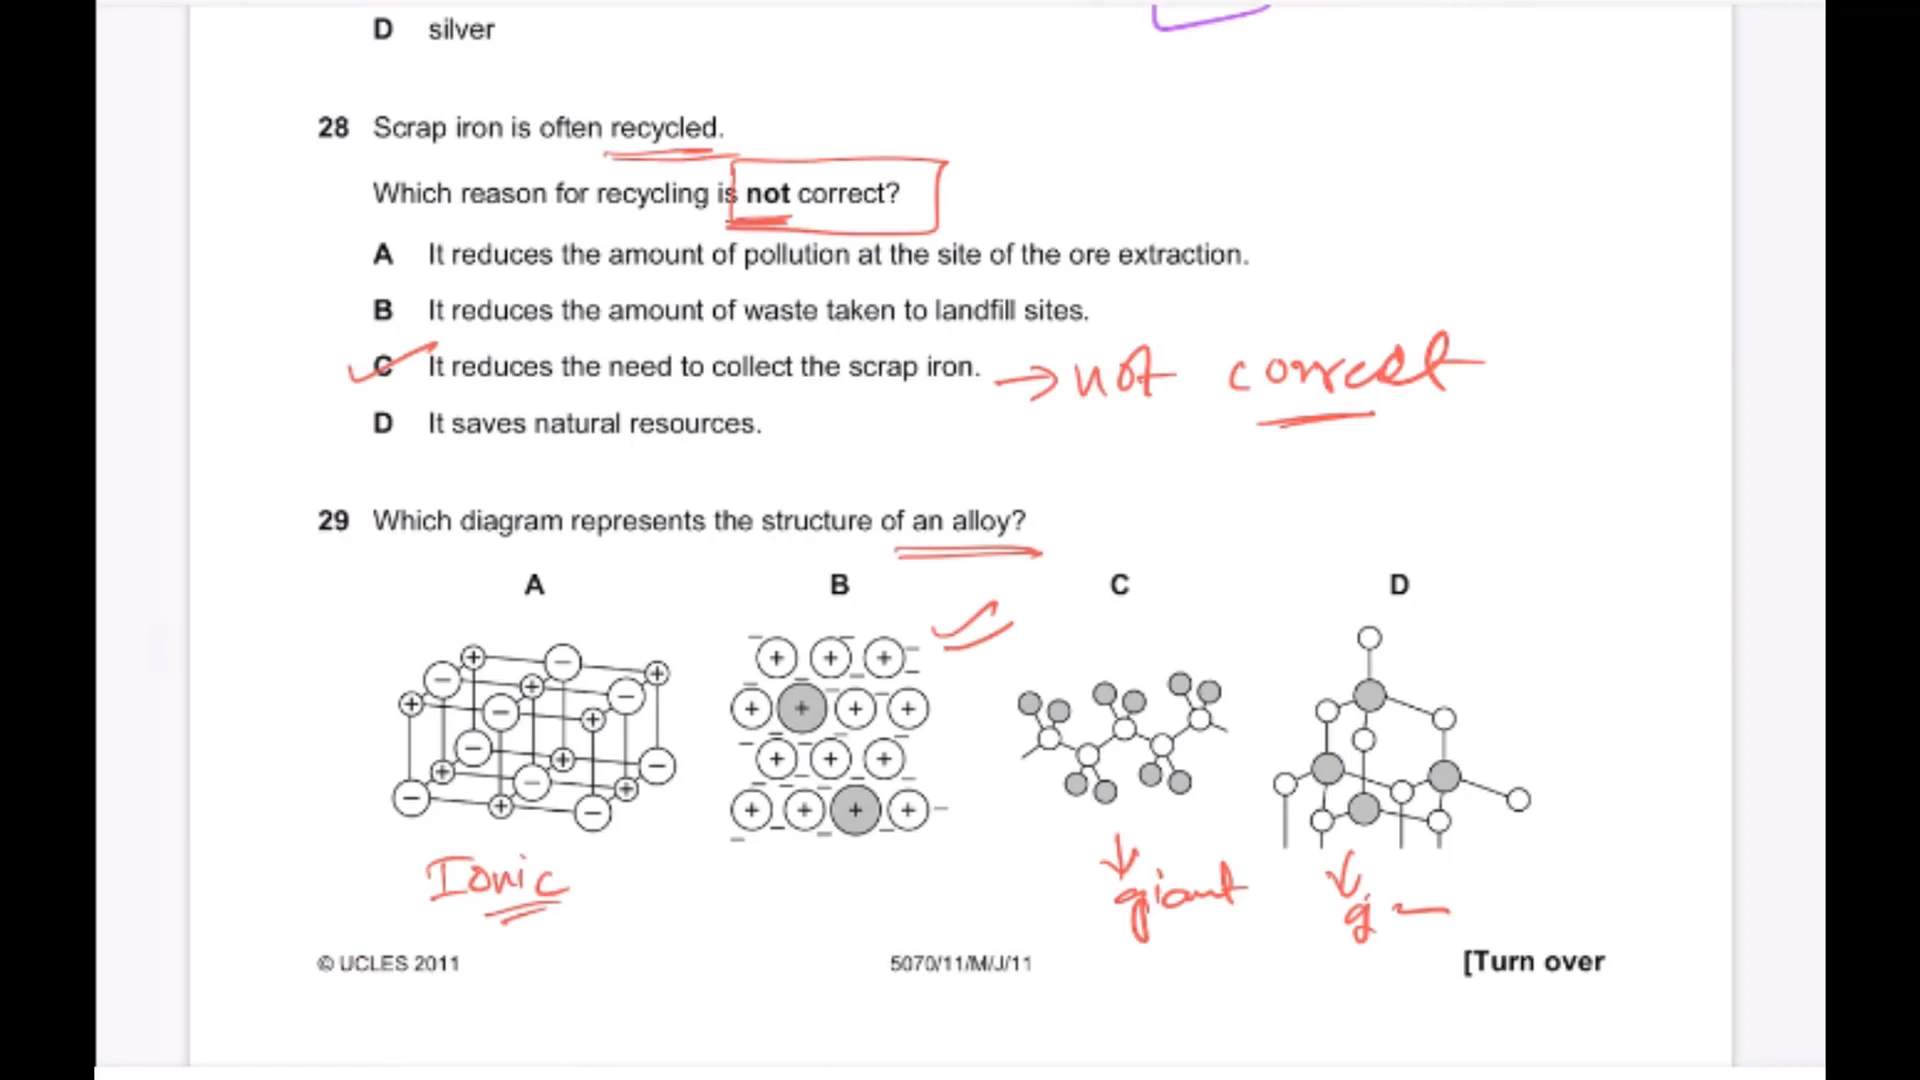 D silver
28 Scrap iron is often recycled.
Which reason for recycling is not correct?
A It reduces the amount of pollution at the site of the ore extraction.
B It reduces the amount of waste taken to landfill sites.
C It reduces the need to collect the scrap iron. → not correct
D It saves natural resources.
29 Which diagram represents the structure of an alloy?
A B C D
Ionic
giant
g
© UCLES 2011 5070/11/M/J/11 [Turn over